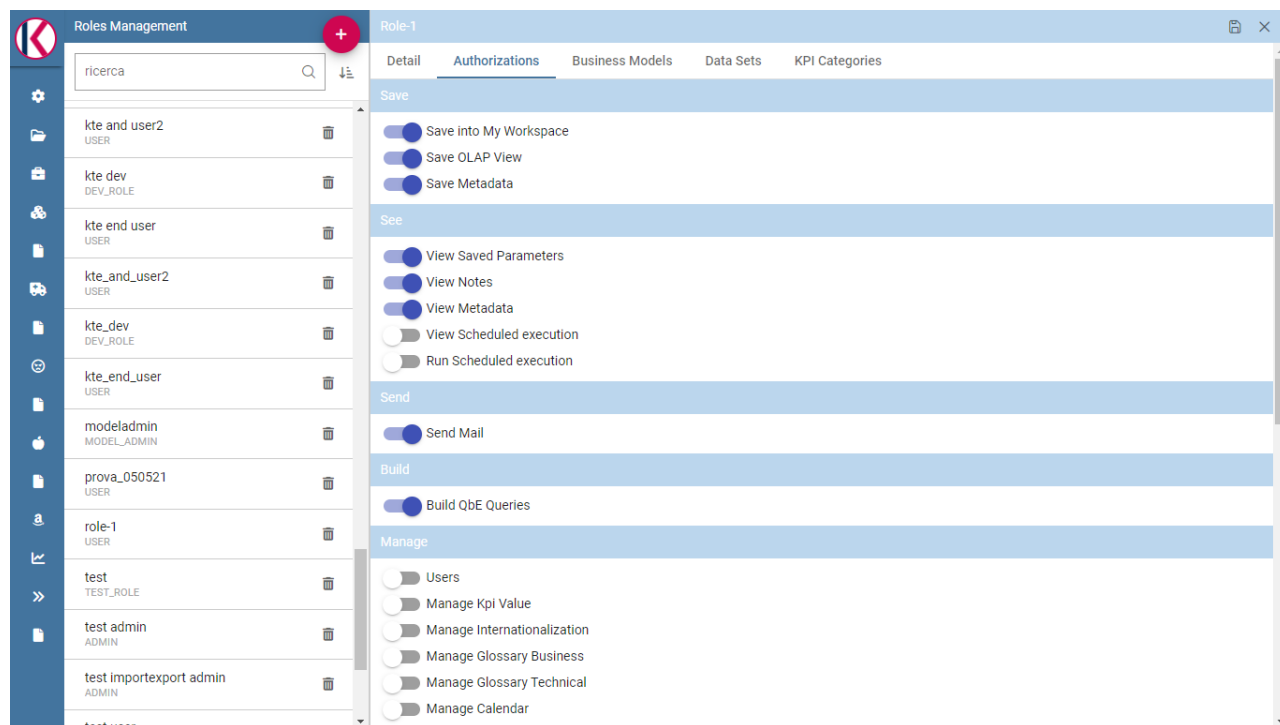 Roles Management
+
ricerca
kte and user2
USER
kte dev
DEV_ROLE
kte end user
USER
kte_and_user2
USER
kte_dev
DEV_ROLE
kte_end_user
USER
modeladmin
MODEL_ADMIN
prova_050521
USER
role-1
USER
test
TEST_ROLE
test admin
ADMIN
test importexport admin
ADMIN
Role-1
Detail Authorizations Business Models Data Sets KPI Categories
Save
Save into My Workspace
Save OLAP View
Save Metadata
See
View Saved Parameters
View Notes
View Metadata
View Scheduled execution
Run Scheduled execution
Send
Send Mail
Build
Build QbE Queries
Manage
Users
Manage Kpi Value
Manage Internationalization
Manage Glossary Business
Manage Glossary Technical
Manage Calendar